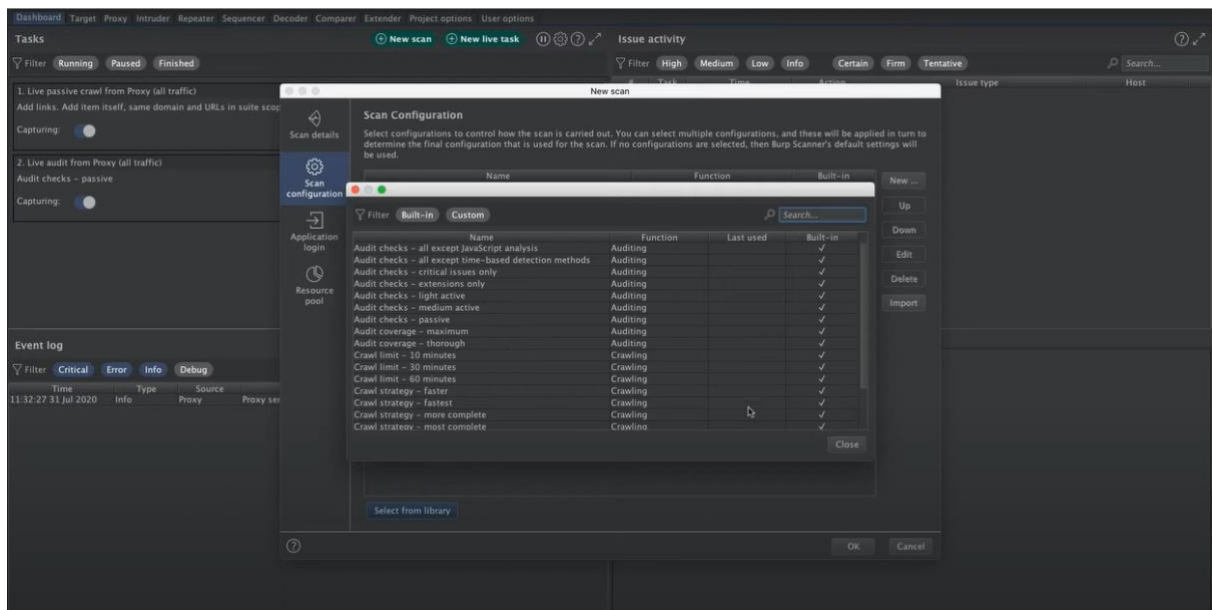 Dashboard Target Proxy Intruder Repeater Sequencer Decoder Comparer Extender Project options User options
Tasks
New scan
New live task
Filter Running Paused Finished
1. Live passive crawl from Proxy (all traffic)
Add links. Add item itself, same domain and URLs in suite scop
Capturing:
2. Live audit from Proxy (all traffic)
Audit checks – passive
Capturing:
Issue activity
Filter High Medium Low Info Certain Firm Tentative Search...
# Task Time Action Issue type Host
New scan
Scan details
Scan configuration
Application login
Resource pool
Scan Configuration
Select configurations to control how the scan is carried out. You can select multiple configurations, and these will be applied in turn to
determine the final configuration that is used for the scan. If no configurations are selected, then Burp Scanner's default settings will
be used.
Name Function Built-in
New ...
Up
Down
Edit
Delete
Import
Filter Built-in Custom Search...
Name Function Last used Built-in
Audit checks – all except JavaScript analysis Auditing ✓
Audit checks – all except time-based detection methods Auditing ✓
Audit checks – critical issues only Auditing ✓
Audit checks – extensions only Auditing ✓
Audit checks – light active Auditing ✓
Audit checks – medium active Auditing ✓
Audit checks – passive Auditing ✓
Audit coverage – maximum Auditing ✓
Audit coverage – thorough Auditing ✓
Crawl limit – 10 minutes Crawling ✓
Crawl limit – 30 minutes Crawling ✓
Crawl limit – 60 minutes Crawling ✓
Crawl strategy – faster Crawling ✓
Crawl strategy – fastest Crawling ✓
Crawl strategy – more complete Crawling ✓
Crawl strategy – most complete Crawling ✓
Close
Select from library
OK Cancel
Event log
Filter Critical Error Info Debug
Time Type Source
11:32:27 31 Jul 2020 Info Proxy Proxy ser